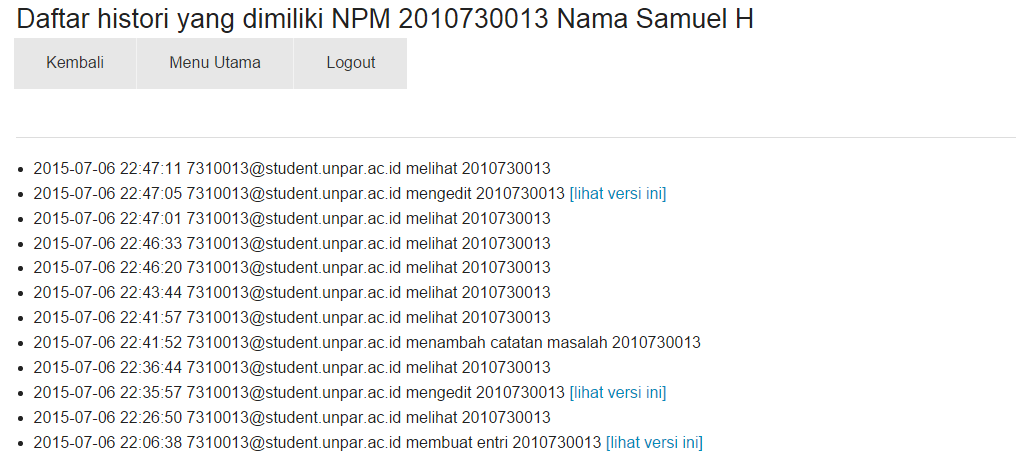 Daftar histori yang dimiliki NPM 2010730013 Nama Samuel H
Kembali Menu Utama Logout
2015-07-06 22:47:11 7310013@student.unpar.ac.id melihat 2010730013
2015-07-06 22:47:05 7310013@student.unpar.ac.id mengedit 2010730013 [lihat versi ini]
2015-07-06 22:47:01 7310013@student.unpar.ac.id melihat 2010730013
2015-07-06 22:46:33 7310013@student.unpar.ac.id melihat 2010730013
2015-07-06 22:46:20 7310013@student.unpar.ac.id melihat 2010730013
2015-07-06 22:43:44 7310013@student.unpar.ac.id melihat 2010730013
2015-07-06 22:41:57 7310013@student.unpar.ac.id melihat 2010730013
2015-07-06 22:41:52 7310013@student.unpar.ac.id menambah catatan masalah 2010730013
2015-07-06 22:36:44 7310013@student.unpar.ac.id melihat 2010730013
2015-07-06 22:35:57 7310013@student.unpar.ac.id mengedit 2010730013 [lihat versi ini]
2015-07-06 22:26:50 7310013@student.unpar.ac.id melihat 2010730013
2015-07-06 22:06:38 7310013@student.unpar.ac.id membuat entri 2010730013 [lihat versi ini]